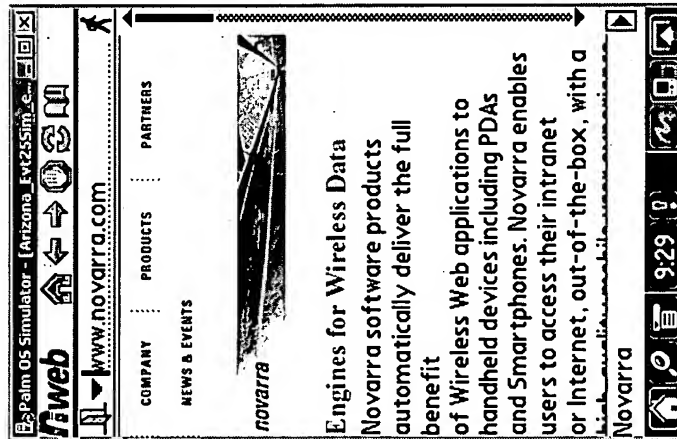 Palm OS Simulator - [Arizona_Evt2sSim_e...
nweb
www.novarra.com
COMPANY PRODUCTS PARTNERS
NEWS & EVENTS
novarra
Engines for Wireless Data
Novarra software products
automatically deliver the full
benefit
of Wireless Web applications to
handheld devices including PDAs
and Smartphones. Novarra enables
users to access their intranet
or Internet, out-of-the-box, with a
Novarra
9:29